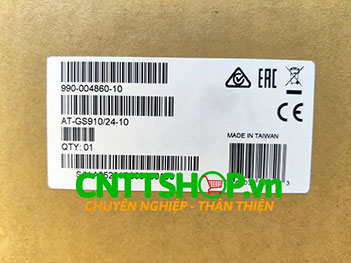 990-004860-10
EAC
AT-GS910/24-10
CE
MADE IN TAIWAN
QTY: 01
CNTTSHOP.vn
CHUYÊN NGHIỆP - THÂN THIỆN